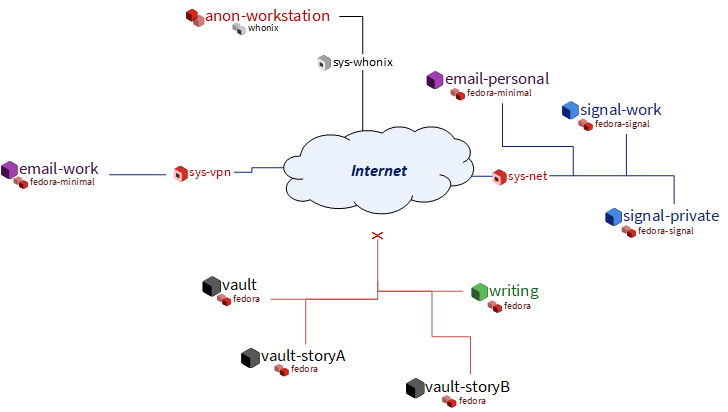 anon-workstation
whonix
sys-whonix
email-personal
fedora-minimal
signal-work
fedora-signal
email-work
fedora-minimal
sys-vpn
Internet
sys-net
signal-private
fedora-signal
X
vault
fedora
writing
fedora
vault-storyA
fedora
vault-storyB
fedora